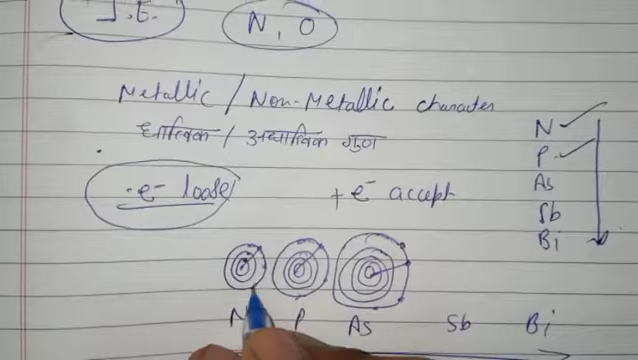 I.E.
N, O
Metallic / Non-Metallic character
धात्विक / अधात्विक गुण
e- loose
+ e- accept
N
P
As
Sb
Bi
N P As Sb Bi